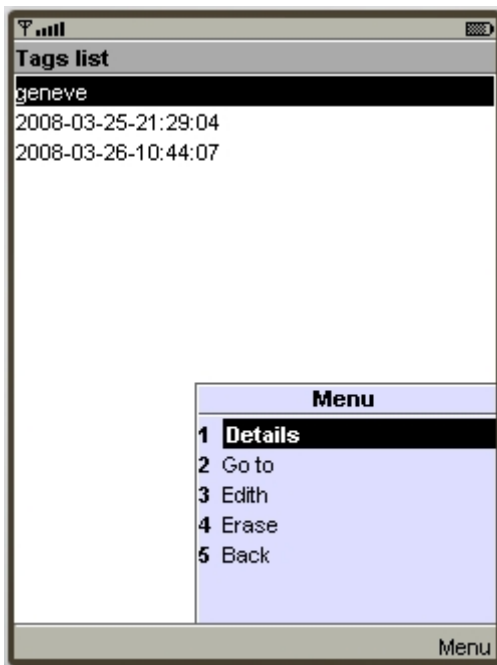 Tags list
geneve
2008-03-25-21:29:04
2008-03-26-10:44:07
Menu
1 Details
2 Go to
3 Edith
4 Erase
5 Back
Menu